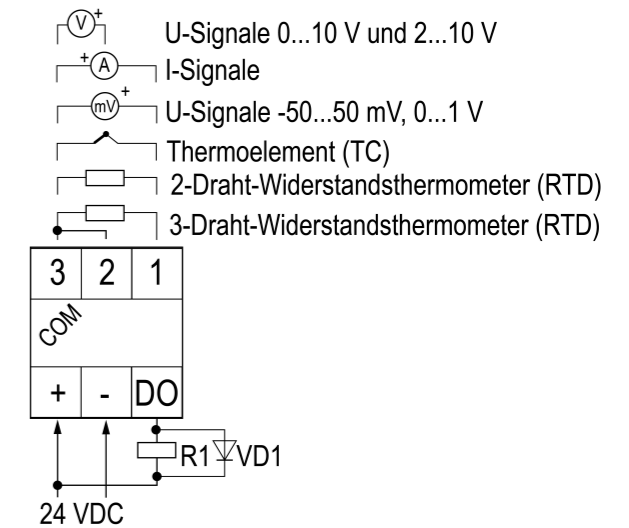 V +
U-Signale 0...10 V und 2...10 V
+ A
I-Signale
mV +
U-Signale -50...50 mV, 0...1 V
Thermoelement (TC)
2-Draht-Widerstandsthermometer (RTD)
3-Draht-Widerstandsthermometer (RTD)
3 2 1
COM
+ - DO
R1 VD1
24 VDC